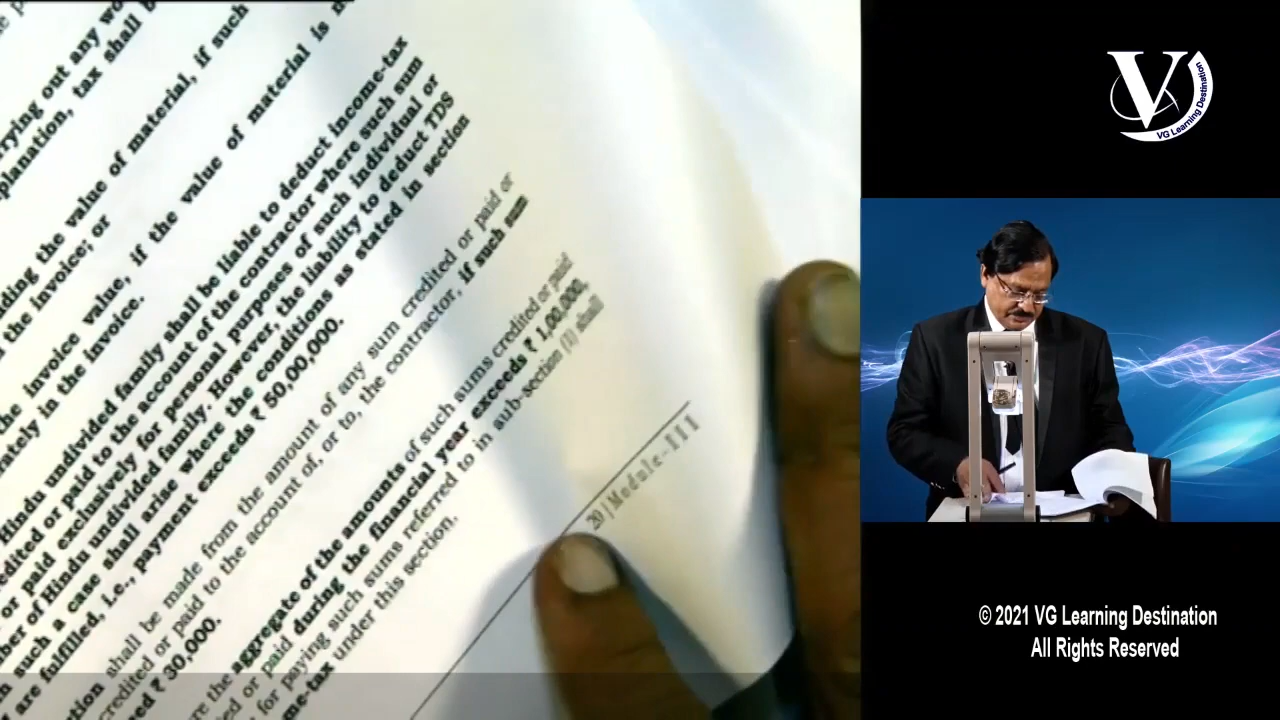 rrying out any wo
planation, tax shall b
ding the value of material, if such
the invoice; or
he invoice value, if the value of material is n
rately in the invoice.
Hindu undivided family shall be liable to deduct income-tax
edited or paid to the account of the contractor where such sum
or paid exclusively for personal purposes of such individual or
ber of Hindu undivided family. However, the liability to deduct TDS
n such a case shall arise where the conditions as stated in section
are fulfilled, i.e., payment exceeds ₹ 50,00,000.
ction shall be made from the amount of any sum credited or paid or
credited or paid to the account of, or to, the contractor, if such sum
ed ₹ 30,000.
re the aggregate of the amounts of such sums credited or paid
ted or paid during the financial year exceeds ₹ 1,00,000,
for paying such sums referred to in sub-section (1) shall
me-tax under this section.
20 | Module-III
V
VG Learning Destination
© 2021 VG Learning Destination
All Rights Reserved